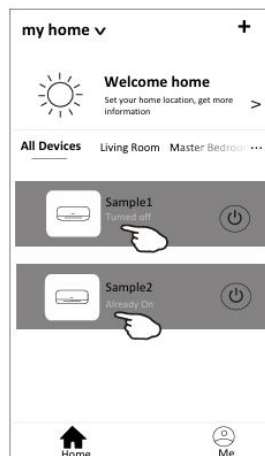 my home
Welcome home
Set your home location, get more
information
All Devices Living Room Master Bedroom
Sample1
Turned off
Sample2
Already On
Home Me